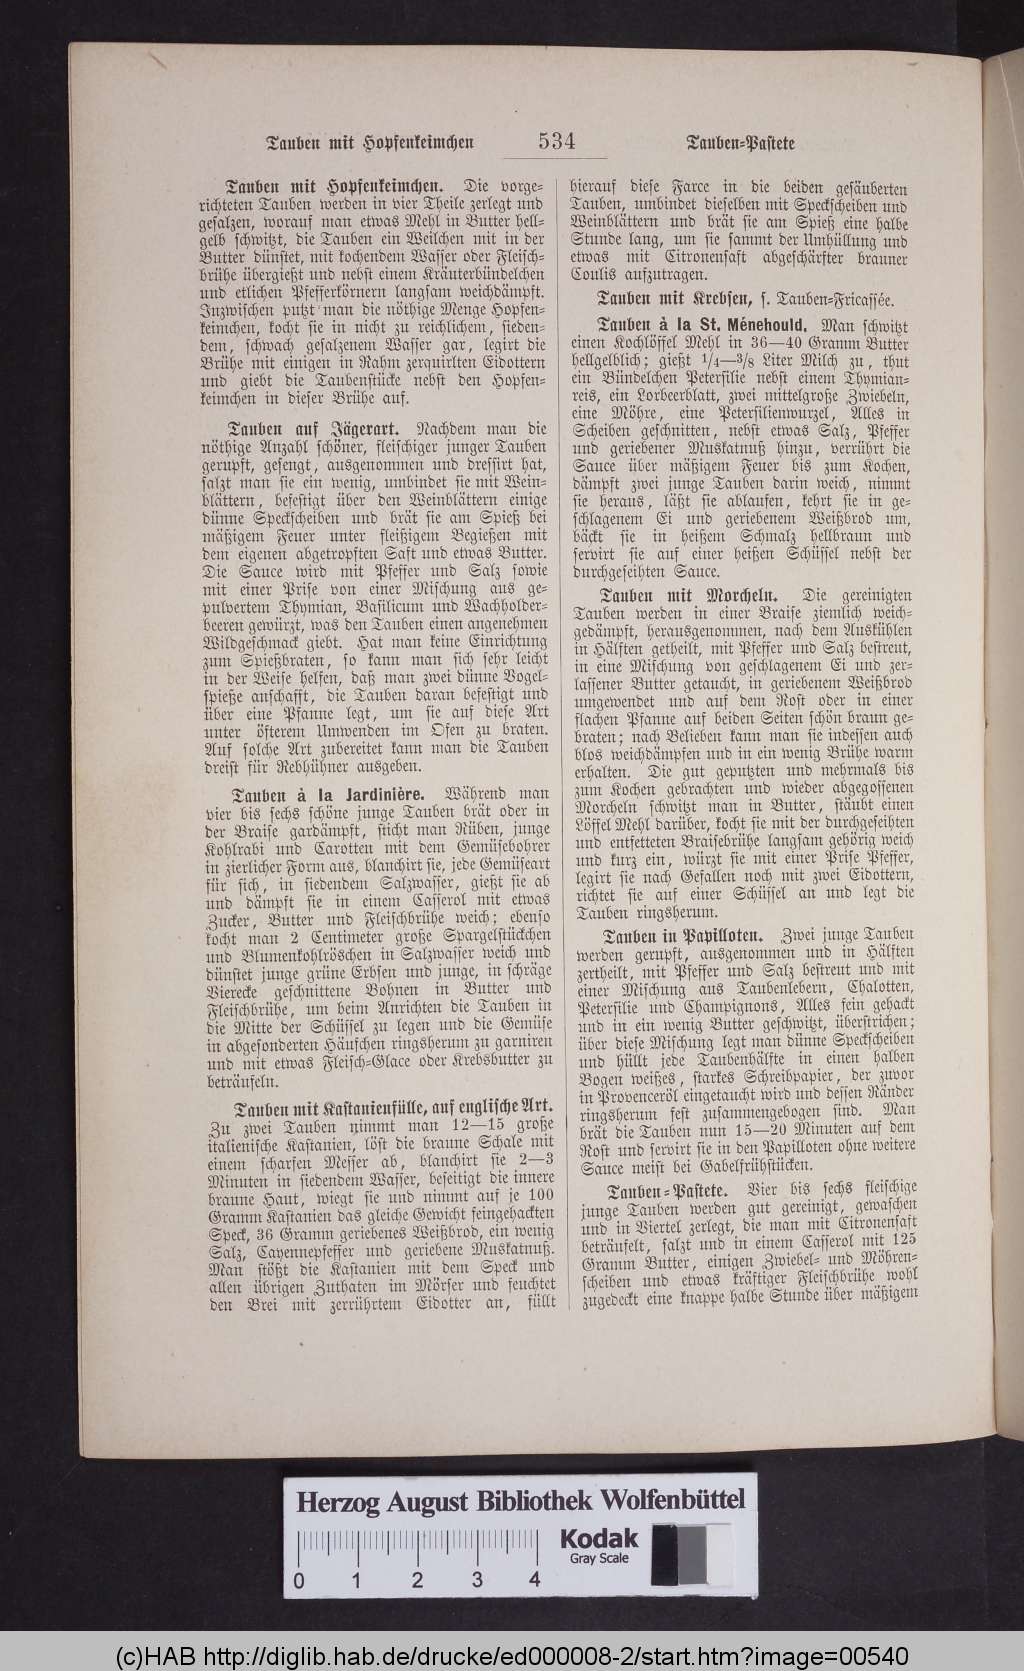 Tauben mit Hopfenkeimchen 534 Tauben-Pastete
Tauben mit Hopfenkeimchen. Die vorge-
richteten Tauben werden in vier Theile zerlegt und
gesalzen, worauf man etwas Mehl in Butter hell-
gelb schwitzt, die Tauben ein Weilchen mit in der
Butter dünstet, mit kochendem Wasser oder Fleisch-
brühe übergießt und nebst einem Kräuterbündelchen
und etlichen Pfefferkörnern langsam weichdämpft.
Inzwischen putzt man die nöthige Menge Hopfen-
keimchen, kocht sie in nicht zu reichlichem, sieden-
dem, schwach gesalzenem Wasser gar, legirt die
Brühe mit einigen in Rahm zerquirlten Eidottern
und giebt die Taubenstücke nebst den Hopfen-
keimchen in dieser Brühe auf.
Tauben auf Jägerart. Nachdem man die
nöthige Anzahl schöner, fleischiger junger Tauben
gerupft, gesengt, ausgenommen und dressirt hat,
salzt man sie ein wenig, umbindet sie mit Wein-
blättern, befestigt über den Weinblättern einige
dünne Speckscheiben und brät sie am Spieß bei
mäßigem Feuer unter fleißigem Begießen mit
dem eigenen abgetropften Saft und etwas Butter.
Die Sauce wird mit Pfeffer und Salz sowie
mit einer Prise von einer Mischung aus ge-
pulvertem Thymian, Basilicum und Wachholder-
beeren gewürzt, was den Tauben einen angenehmen
Wildgeschmack giebt. Hat man keine Einrichtung
zum Spießbraten, so kann man sich sehr leicht
in der Weise helfen, daß man zwei dünne Vogel-
spieße anschafft, die Tauben daran befestigt und
über eine Pfanne legt, um sie auf diese Art
unter öfterem Umwenden im Ofen zu braten.
Auf solche Art zubereitet kann man die Tauben
dreist für Rebhühner ausgeben.
Tauben à la Jardinière. Während man
vier bis sechs schöne junge Tauben brät oder in
der Braise gardämpft, sticht man Rüben, junge
Kohlrabi und Carotten mit dem Gemüsebohrer
in zierlicher Form aus, blanchirt sie, jede Gemüseart
für sich, in siedendem Salzwasser, gießt sie ab
und dämpft sie in einem Casserol mit etwas
Zucker, Butter und Fleischbrühe weich; ebenso
kocht man 2 Centimeter große Spargelstückchen
und Blumenkohlröschen in Salzwasser weich und
dünstet junge grüne Erbsen und junge, in schräge
Vierecke geschnittene Bohnen in Butter und
Fleischbrühe, um beim Anrichten die Tauben in
die Mitte der Schüssel zu legen und die Gemüse
in abgesonderten Häuschen ringsherum zu garniren
und mit etwas Fleisch-Glace oder Krebsbutter zu
beträufeln.
Tauben mit Kastanienfülle, auf englische Art.
Zu zwei Tauben nimmt man 12—15 große
italienische Kastanien, löst die braune Schale mit
einem scharfen Messer ab, blanchirt sie 2—3
Minuten in siedendem Wasser, beseitigt die innere
braune Haut, wiegt sie und nimmt auf je 100
Gramm Kastanien das gleiche Gewicht feingehackten
Speck, 36 Gramm geriebenes Weißbrod, ein wenig
Salz, Cayennepfeffer und geriebene Muskatnuß.
Man stößt die Kastanien mit dem Speck und
allen übrigen Zuthaten im Mörser und feuchtet
den Brei mit zerrührtem Eidotter an, füllt
hierauf diese Farce in die beiden gesäuberten
Tauben, umbindet dieselben mit Speckscheiben und
Weinblättern und brät sie am Spieß eine halbe
Stunde lang, um sie sammt der Umhüllung und
etwas mit Citronensaft abgeschärfter brauner
Coulis aufzutragen.
Tauben mit Krebsen, s. Tauben-Fricassée.
Tauben à la St. Ménehould. Man schwitzt
einen Kochlöffel Mehl in 36—40 Gramm Butter
hellgelblich; gießt 1/4—3/8 Liter Milch zu, thut
ein Bündelchen Petersilie nebst einem Thymian-
reis, ein Lorbeerblatt, zwei mittelgroße Zwiebeln,
eine Möhre, eine Petersilienwurzel, Alles in
Scheiben geschnitten, nebst etwas Salz, Pfeffer
und geriebener Muskatnuß hinzu, verrührt die
Sauce über mäßigem Feuer bis zum Kochen,
dämpft zwei junge Tauben darin weich, nimmt
sie heraus, läßt sie ablaufen, kehrt sie in ge-
schlagenem Ei und geriebenem Weißbrod um,
bäckt sie in heißem Schmalz hellbraun und
servirt sie auf einer heißen Schüssel nebst der
durchgeseihten Sauce.
Tauben mit Morcheln. Die gereinigten
Tauben werden in einer Braise ziemlich weich-
gedämpft, herausgenommen, nach dem Auskühlen
in Hälften getheilt, mit Pfeffer und Salz bestreut,
in eine Mischung von geschlagenem Ei und zer-
lassener Butter getaucht, in geriebenem Weißbrod
umgewendet und auf dem Rost oder in einer
flachen Pfanne auf beiden Seiten schön braun ge-
braten; nach Belieben kann man sie indessen auch
blos weichdämpfen und in ein wenig Brühe warm
erhalten. Die gut geputzten und mehrmals bis
zum Kochen gebrachten und wieder abgegossenen
Morcheln schwitzt man in Butter, stäubt einen
Löffel Mehl darüber, kocht sie mit der durchgeseihten
und entfetteten Braisebrühe langsam gehörig weich
und kurz ein, würzt sie mit einer Prise Pfeffer,
legirt sie nach Gefallen noch mit zwei Eidottern,
richtet sie auf einer Schüssel an und legt die
Tauben ringsherum.
Tauben in Papilloten. Zwei junge Tauben
werden gerupft, ausgenommen und in Hälften
zertheilt, mit Pfeffer und Salz bestreut und mit
einer Mischung aus Taubenlebern, Chalotten,
Petersilie und Champignons, Alles fein gehackt
und in ein wenig Butter geschwitzt, überstrichen;
über diese Mischung legt man dünne Speckscheiben
und hüllt jede Taubenhälfte in einen halben
Bogen weißes, starkes Schreibpapier, der zuvor
in Provenceröl eingetaucht wird und dessen Ränder
ringsherum fest zusammengebogen sind. Man
brät die Tauben nun 15—20 Minuten auf dem
Rost und servirt sie in den Papilloten ohne weitere
Sauce meist bei Gabelfrühstücken.
Tauben-Pastete. Vier bis sechs fleischige
junge Tauben werden gut gereinigt, gewaschen
und in Viertel zerlegt, die man mit Citronensaft
beträufelt, salzt und in einem Casserol mit 125
Gramm Butter, einigen Zwiebel- und Möhren-
scheiben und etwas kräftiger Fleischbrühe wohl
zugedeckt eine knappe halbe Stunde über mäßigem
Herzog August Bibliothek Wolfenbüttel
Kodak
Gray Scale
0 1 2 3 4
(c)HAB http://diglib.hab.de/drucke/ed000008-2/start.htm?image=00540